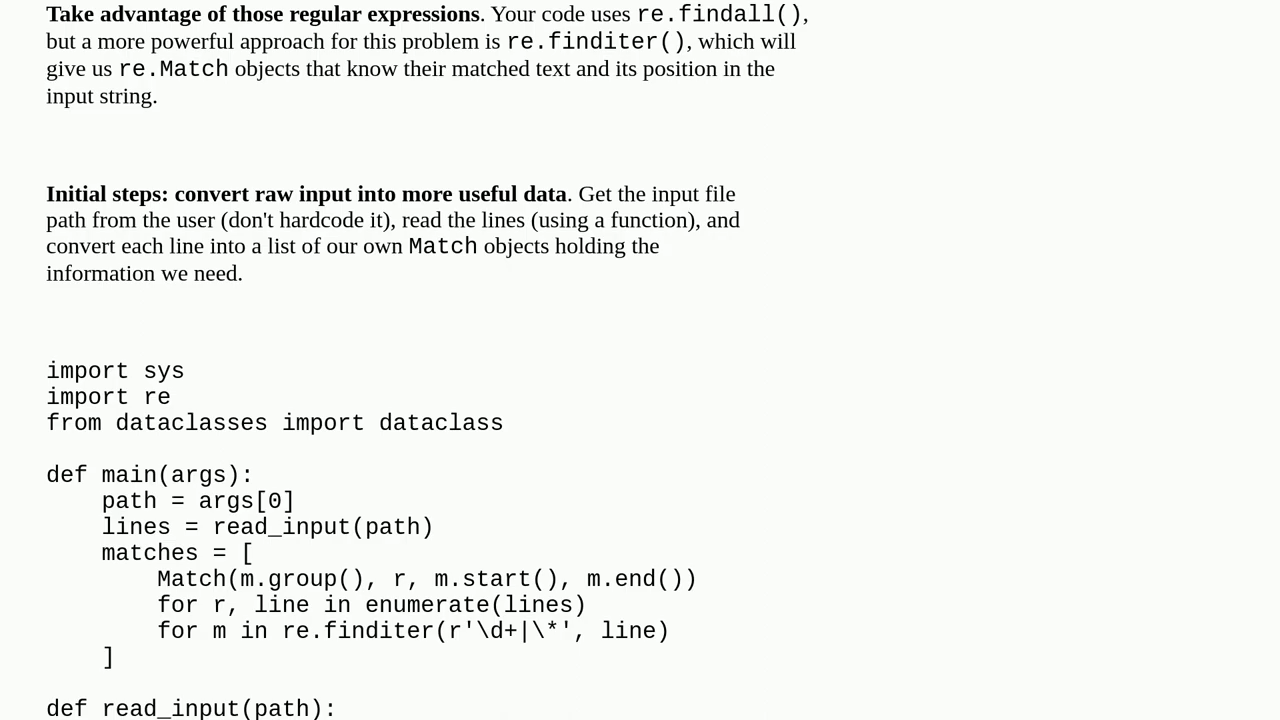 Take advantage of those regular expressions. Your code uses re.findall(),
but a more powerful approach for this problem is re.finditer(), which will
give us re.Match objects that know their matched text and its position in the
input string.
Initial steps: convert raw input into more useful data. Get the input file
path from the user (don't hardcode it), read the lines (using a function), and
convert each line into a list of our own Match objects holding the
information we need.
import sys
import re
from dataclasses import dataclass
def main(args):
    path = args[0]
    lines = read_input(path)
    matches = [
        Match(m.group(), r, m.start(), m.end())
        for r, line in enumerate(lines)
        for m in re.finditer(r'\d+|\*', line)
    ]
def read_input(path):